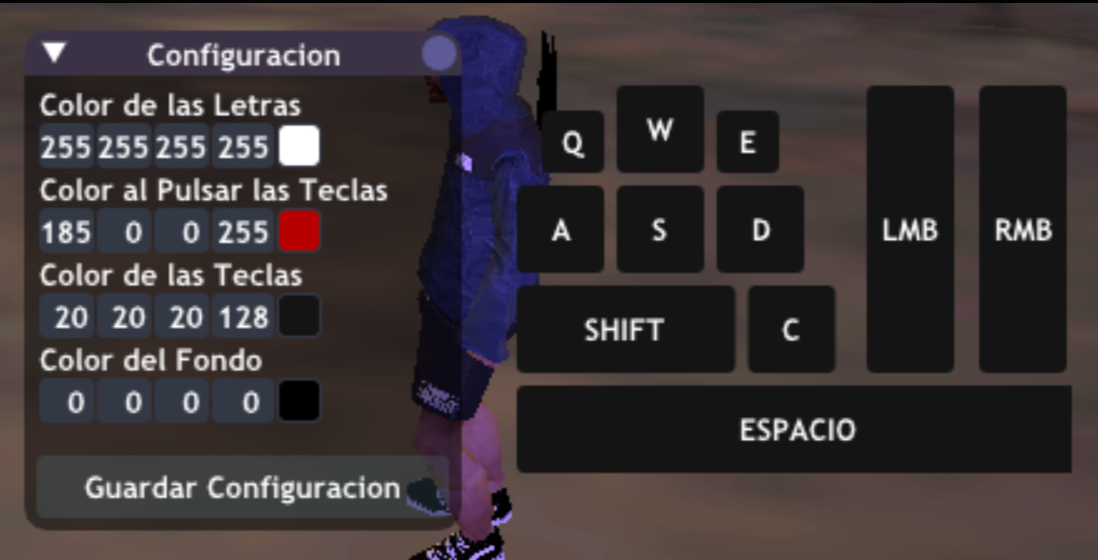 Configuracion
Color de las Letras
255 255 255 255
Color al Pulsar las Teclas
185 0 0 255
Color de las Teclas
20 20 20 128
Color del Fondo
0 0 0 0
Guardar Configuracion
Q W E
A S D
SHIFT C
LMB RMB
ESPACIO